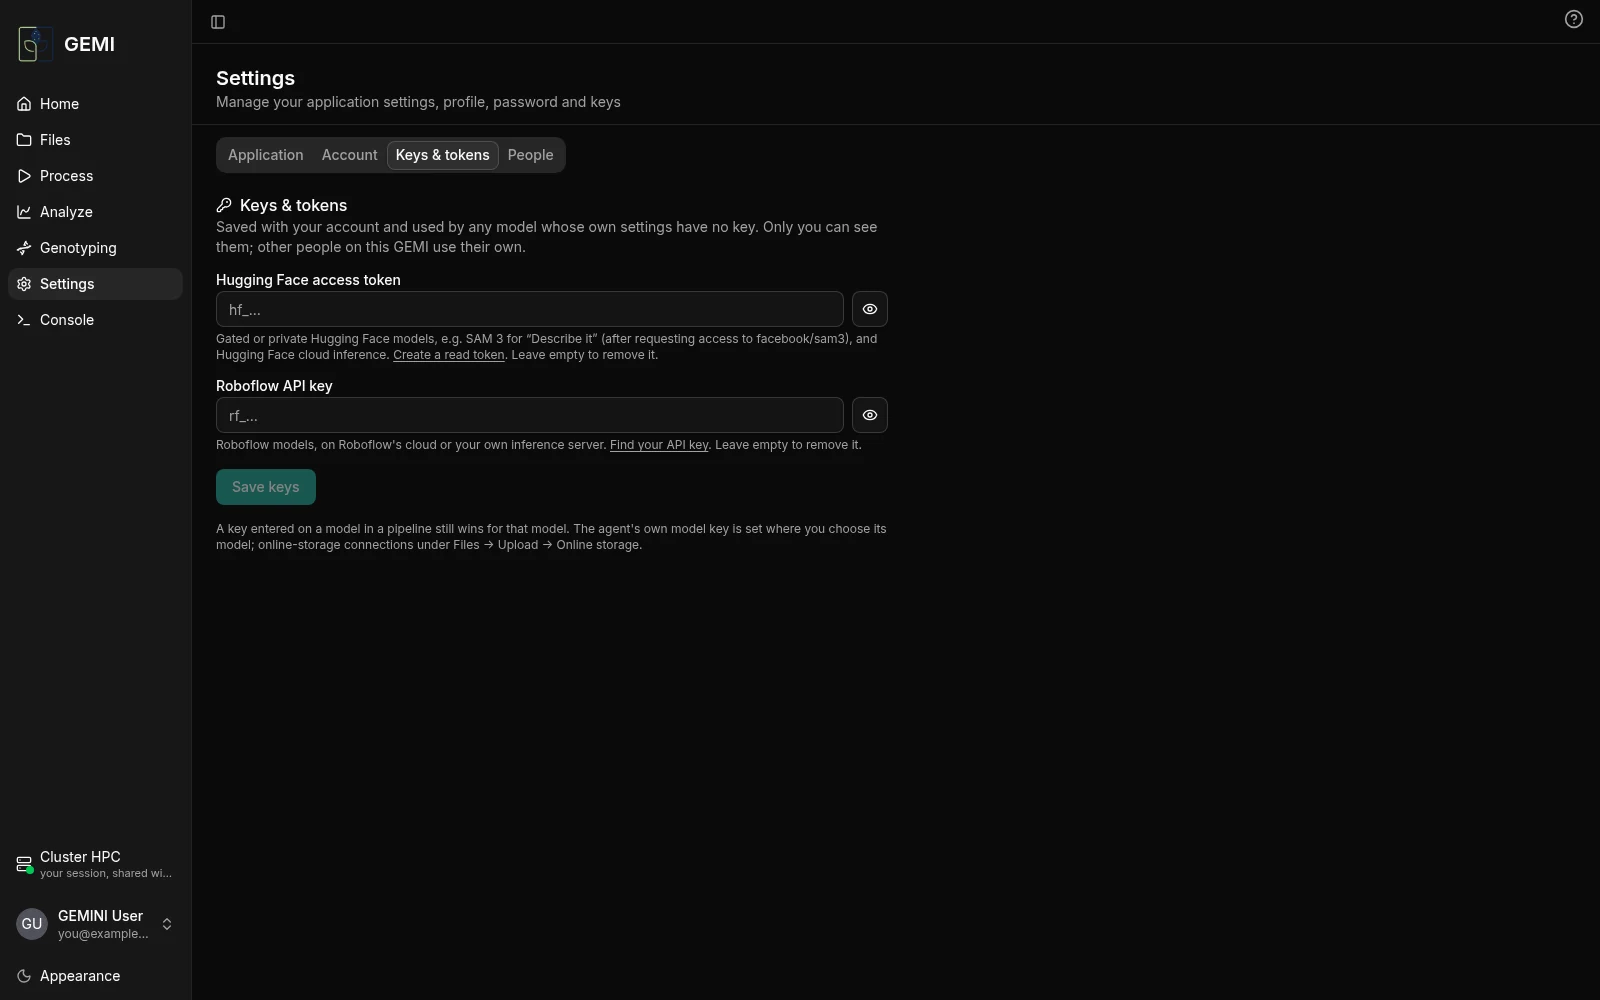 GEMI
Home
Files
Process
Analyze
Genotyping
Settings
Console
Cluster HPC
your session, shared wi...
GU
GEMINI User
you@example...
Appearance
Settings
Manage your application settings, profile, password and keys
Application
Account
Keys & tokens
People
Keys & tokens
Saved with your account and used by any model whose own settings have no key. Only you can see
them; other people on this GEMI use their own.
Hugging Face access token
hf_...
Gated or private Hugging Face models, e.g. SAM 3 for “Describe it” (after requesting access to facebook/sam3), and
Hugging Face cloud inference. Create a read token. Leave empty to remove it.
Roboflow API key
rf_...
Roboflow models, on Roboflow's cloud or your own inference server. Find your API key. Leave empty to remove it.
Save keys
A key entered on a model in a pipeline still wins for that model. The agent's own model key is set where you choose its
model; online-storage connections under Files → Upload → Online storage.